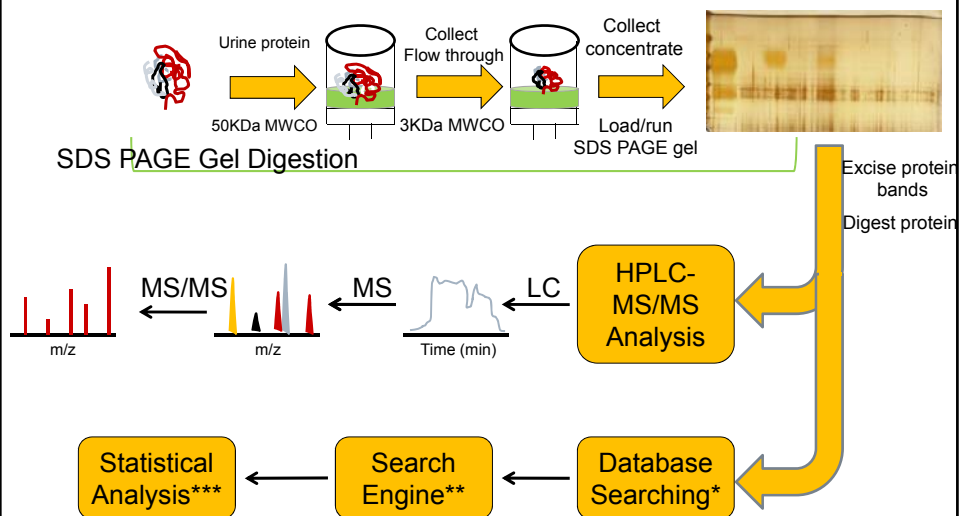 Urine protein
50KDa MWCO
Collect
Flow through
3KDa MWCO
Collect
concentrate
Load/run
SDS PAGE gel
SDS PAGE Gel Digestion
Excise protein
bands
Digest protein
HPLC-
MS/MS
Analysis
LC
Time (min)
MS
m/z
MS/MS
m/z
Database
Searching*
Search
Engine**
Statistical
Analysis***